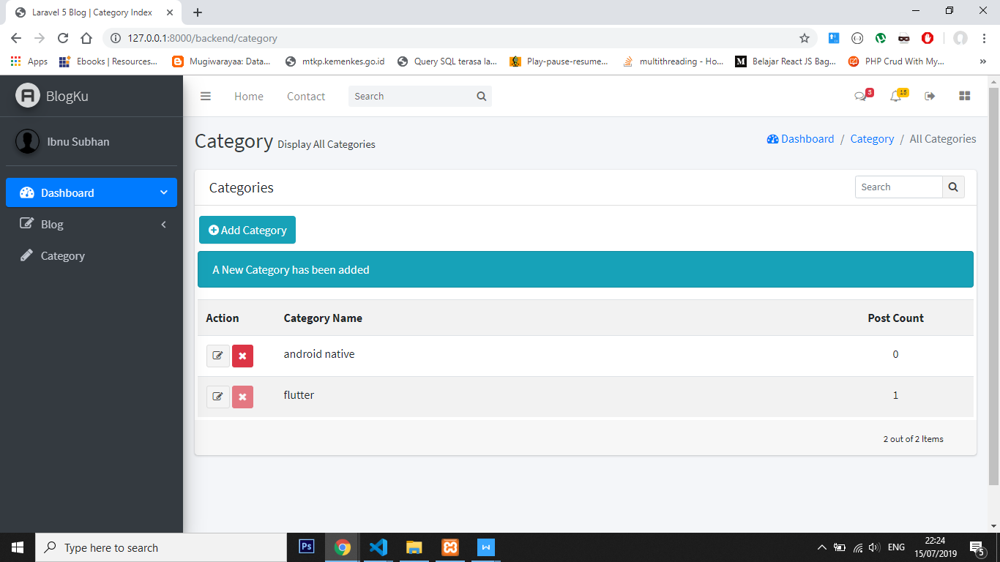 Laravel 5 Blog | Category Index
127.0.0.1:8000/backend/category
Apps
Ebooks | Resources...
Mugiwarayaa: Data...
mtkp.kemenkes.go.id
Query SQL terasa la...
Play-pause-resume...
multithreading - Ho...
Belajar React JS Bag...
PHP Crud With My...
»
BlogKu
Home
Contact
Search
3
15
Ibnu Subhan
Category Display All Categories
Dashboard / Category / All Categories
Dashboard
Blog
Category
Categories
Search
Add Category
A New Category has been added
Action Category Name Post Count
android native 0
flutter 1
2 out of 2 Items
Type here to search
Ps
W
ENG
22:24
15/07/2019
5